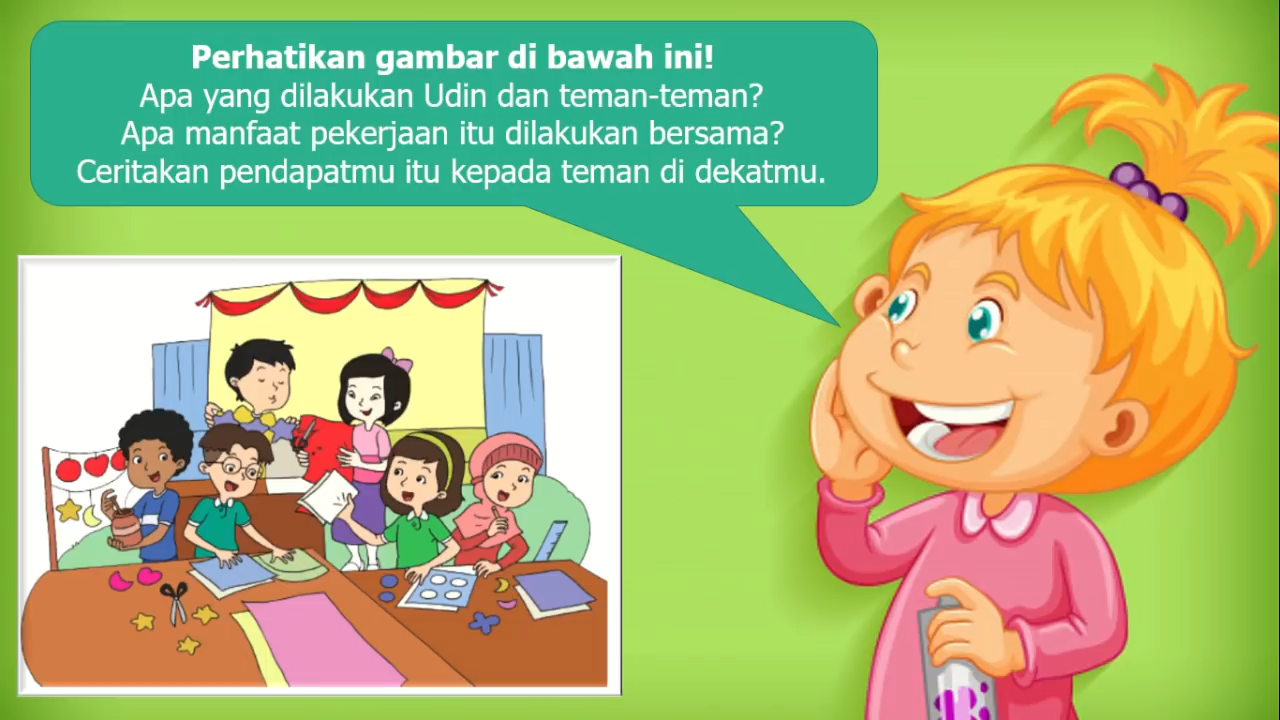 Perhatikan gambar di bawah ini!
Apa yang dilakukan Udin dan teman-teman?
Apa manfaat pekerjaan itu dilakukan bersama?
Ceritakan pendapatmu itu kepada teman di dekatmu.